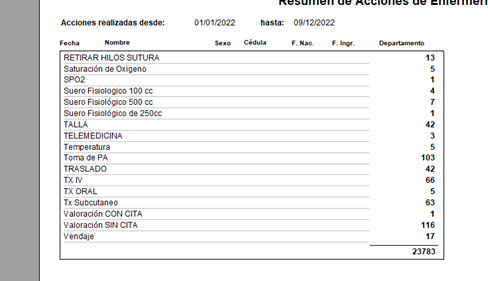 Resumen de Acciones de Enfermerí
Acciones realizadas desde: 01/01/2022 hasta: 09/12/2022
Fecha Nombre Sexo Cédula F. Nac. F. Ingr. Departamento
RETIRAR HILOS SUTURA 13
Saturación de Oxigeno 5
SPO2 1
Suero Fisiologico 100 cc 4
Suero Fisiológico 500 cc 7
Suero Fisiológico de 250cc 1
TALLA 42
TELEMEDICINA 3
Temperatura 5
Toma de PA 103
TRASLADO 42
TX IV 66
TX ORAL 5
Tx Subcutaneo 63
Valoración CON CITA 1
Valoración SIN CITA 116
Vendaje 17
23783